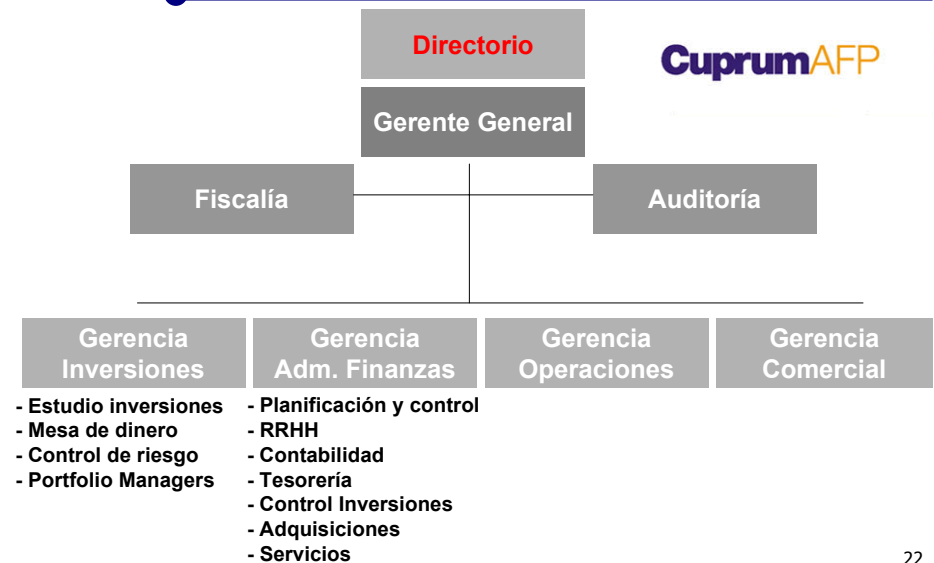 Directorio
CuprumAFP
Gerente General
Fiscalía
Auditoría
Gerencia
Inversiones
Gerencia
Adm. Finanzas
Gerencia
Operaciones
Gerencia
Comercial
- Estudio inversiones
- Mesa de dinero
- Control de riesgo
- Portfolio Managers
- Planificación y control
- RRHH
- Contabilidad
- Tesorería
- Control Inversiones
- Adquisiciones
- Servicios
22